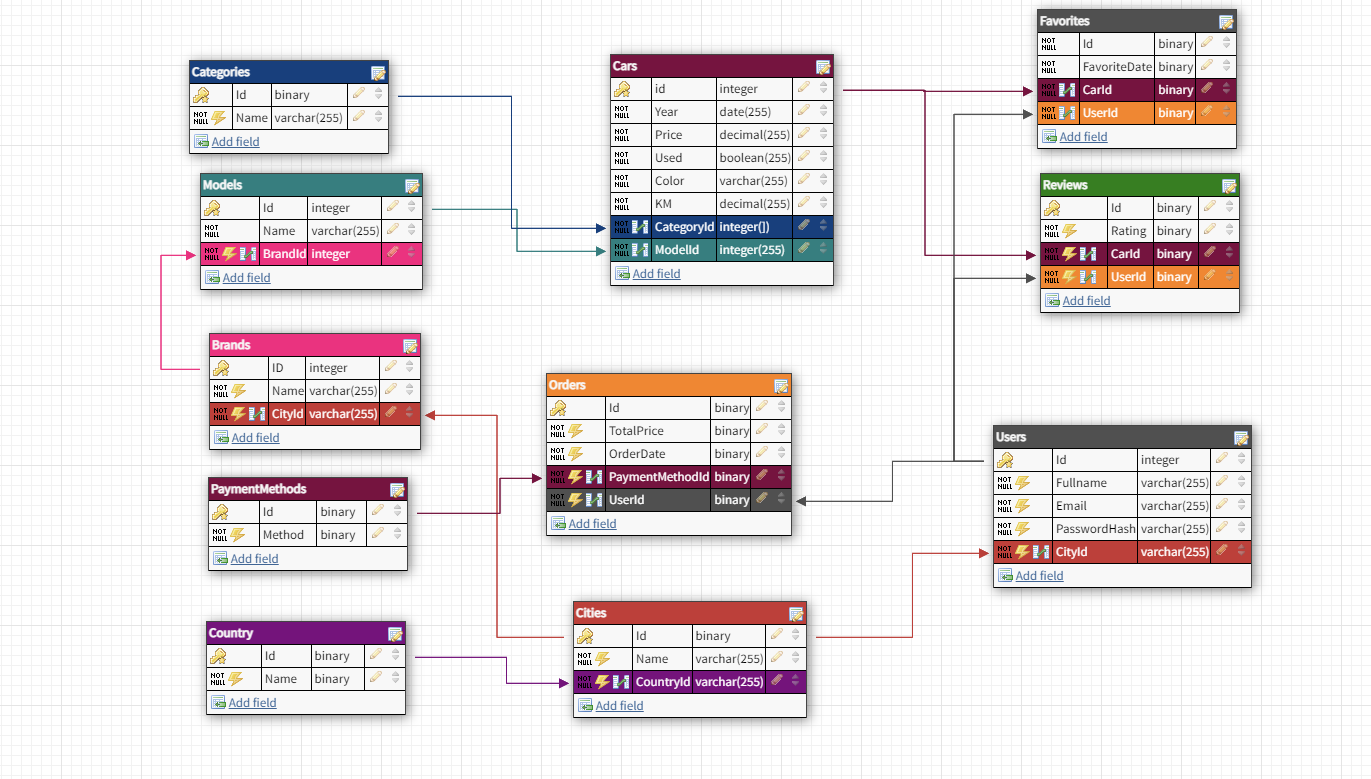 Categories
Id binary
NOT NULL Name varchar(255)
Add field
Models
Id integer
NOT NULL Name varchar(255)
NOT NULL BrandId integer
Add field
Brands
ID integer
NOT NULL Name varchar(255)
NOT NULL CityId varchar(255)
Add field
PaymentMethods
Id binary
NOT NULL Method binary
Add field
Country
Id binary
NOT NULL Name binary
Add field
Cars
id integer
NOT NULL Year date(255)
NOT NULL Price decimal(255)
NOT NULL Used boolean(255)
NOT NULL Color varchar(255)
NOT NULL KM decimal(255)
NOT NULL CategoryId integer(])
NOT NULL ModelId integer(255)
Add field
Orders
Id binary
NOT NULL TotalPrice binary
NOT NULL OrderDate binary
NOT NULL PaymentMethodId binary
NOT NULL UserId binary
Add field
Cities
Id binary
NOT NULL Name varchar(255)
NOT NULL CountryId varchar(255)
Add field
Favorites
NOT NULL Id binary
NOT NULL FavoriteDate binary
NOT NULL CarId binary
NOT NULL UserId binary
Add field
Reviews
Id binary
NOT NULL Rating binary
NOT NULL CarId binary
NOT NULL UserId binary
Add field
Users
Id integer
NOT NULL Fullname varchar(255)
NOT NULL Email varchar(255)
NOT NULL PasswordHash varchar(255)
NOT NULL CityId varchar(255)
Add field